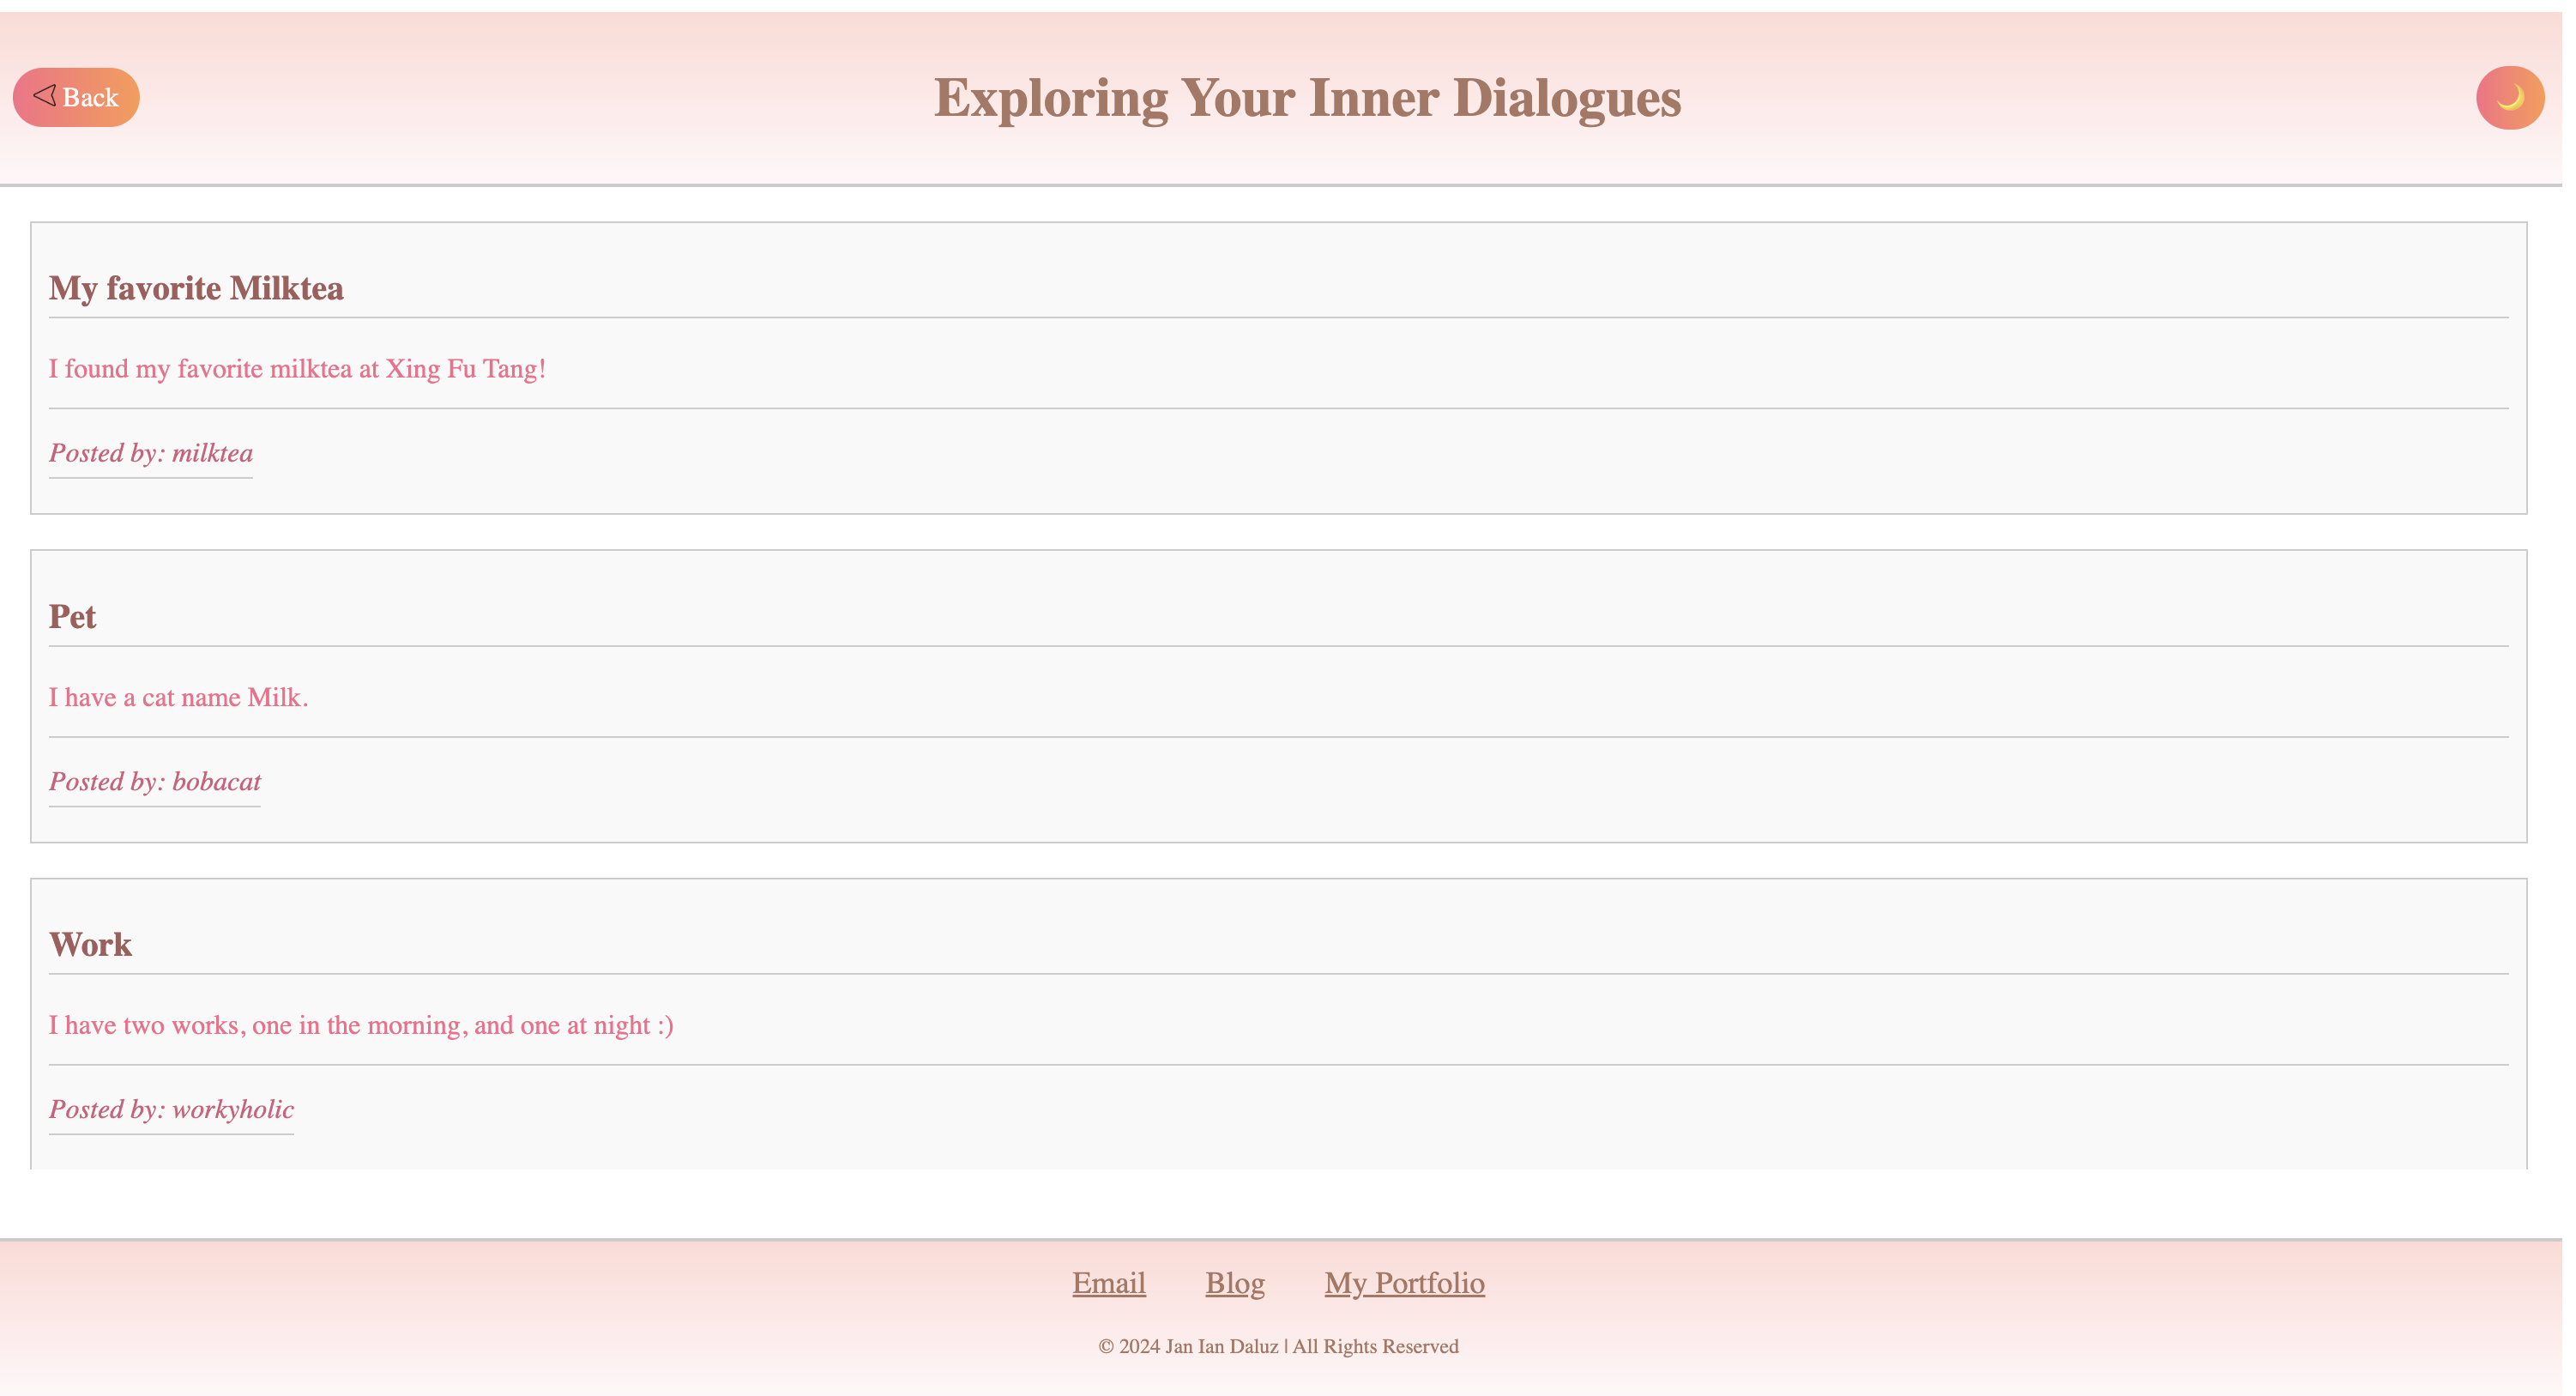 Back
Exploring Your Inner Dialogues
My favorite Milktea
I found my favorite milktea at Xing Fu Tang!
Posted by: milktea
Pet
I have a cat name Milk.
Posted by: bobacat
Work
I have two works, one in the morning, and one at night :)
Posted by: workyholic
Email Blog My Portfolio
© 2024 Jan Ian Daluz | All Rights Reserved